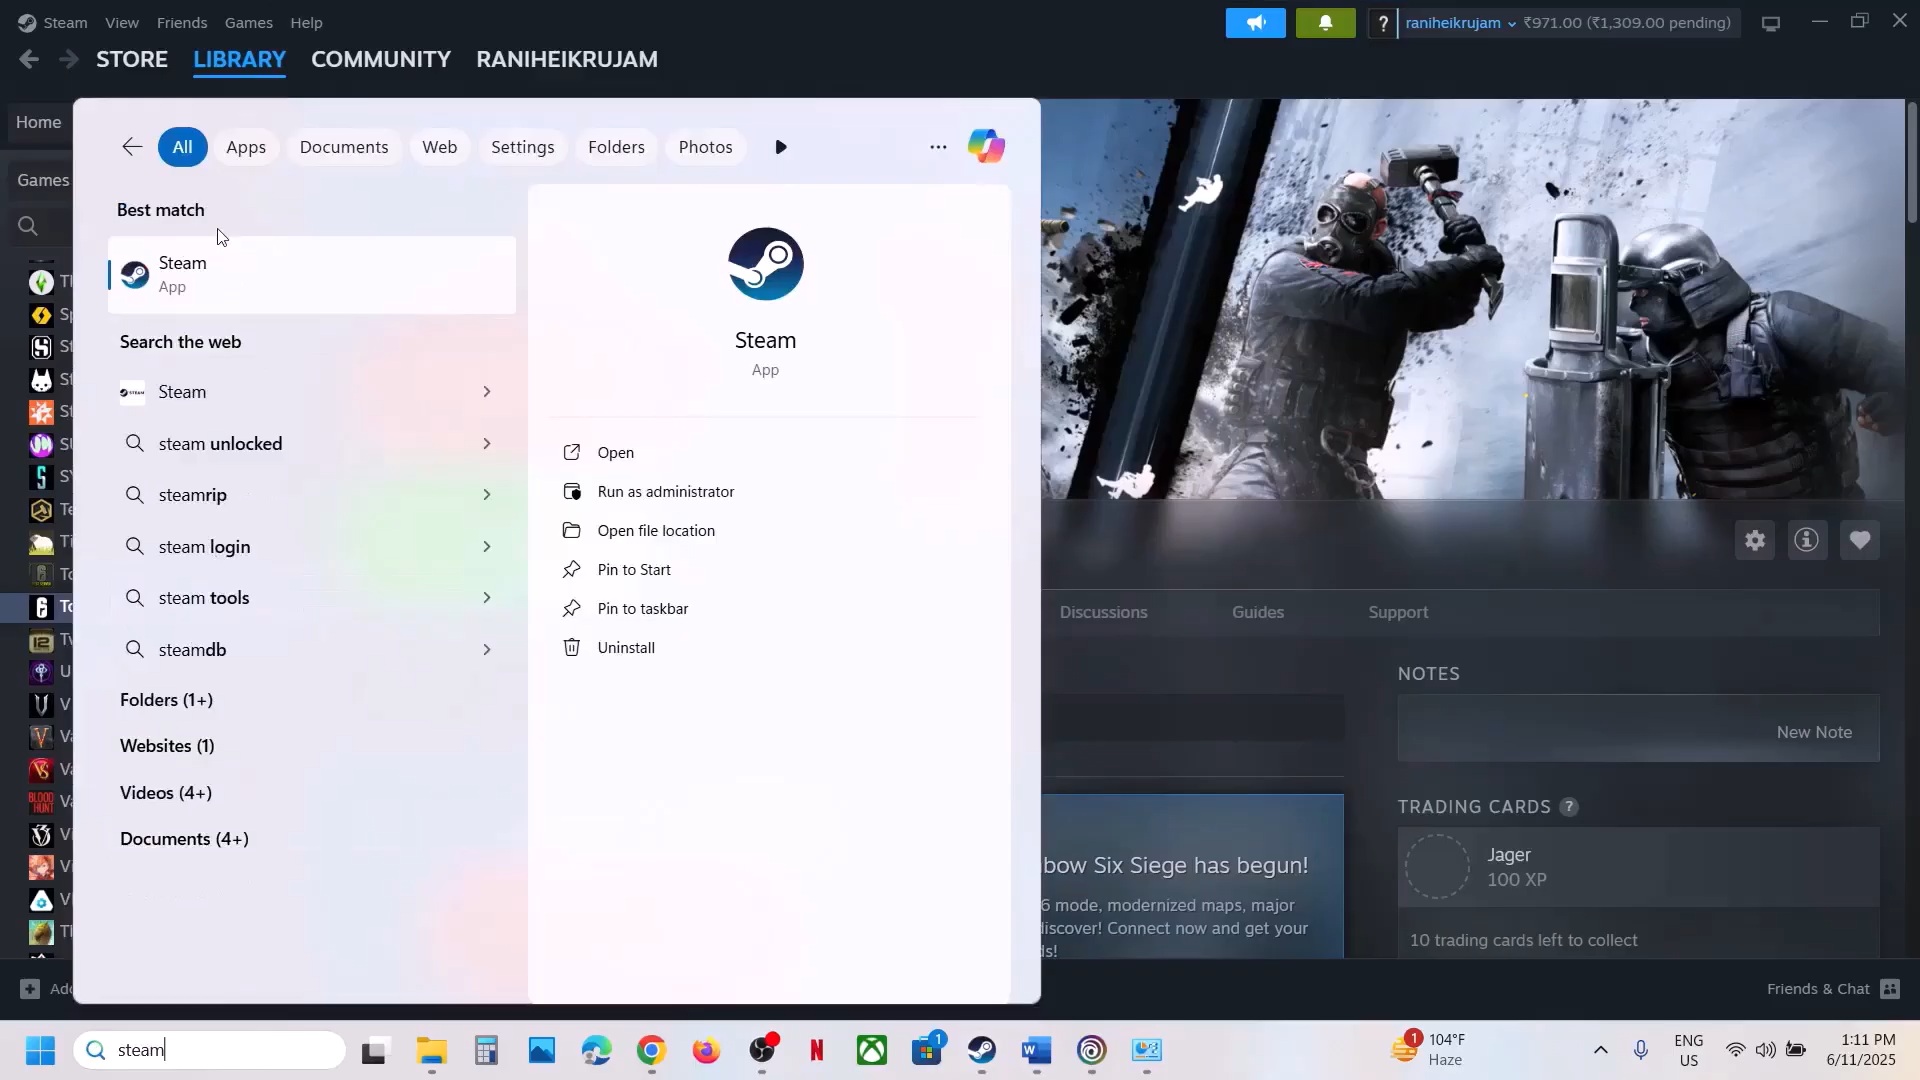 Steam View Friends Games Help
raniheikrujam ₹971.00 (₹1,309.00 pending)
STORE LIBRARY COMMUNITY RANIHEIKRUJAM
Home
Games
All Apps Documents Web Settings Folders Photos
Best match
Steam
App
Search the web
Steam
steam unlocked
steamrip
steam login
steam tools
steamdb
Folders (1+)
Websites (1)
Videos (4+)
Documents (4+)
Steam
App
Open
Run as administrator
Open file location
Pin to Start
Pin to taskbar
Uninstall
Discussions Guides Support
NOTES
New Note
TRADING CARDS ?
Jager
100 XP
10 trading cards left to collect
bow Six Siege has begun!
6 mode, modernized maps, major
discover! Connect now and get your
ds!
Friends & Chat
steam
104°F
Haze
ENG
US
1:11 PM
6/11/2025